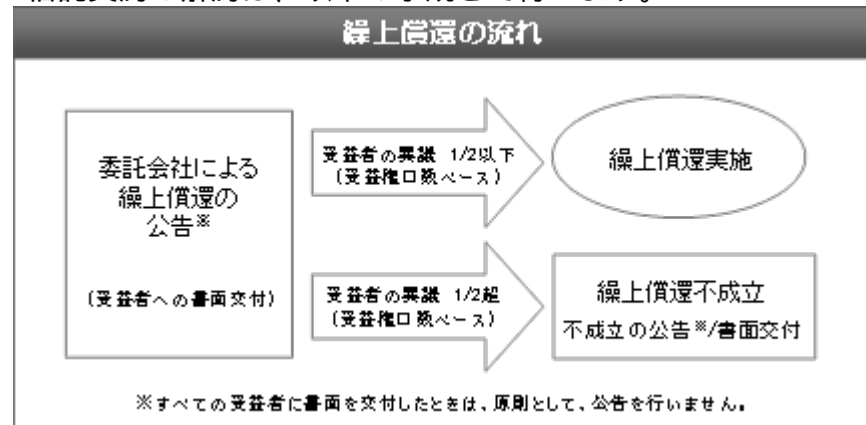 繰上償還の流れ
委託会社による
繰上償還の
公告※
(受益者への書面交付)
受益者の異議 1/2以下
(受益権口数ベース)
繰上償還実施
受益者の異議 1/2超
(受益権口数ベース)
繰上償還不成立
不成立の公告※/書面交付
※すべての受益者に書面を交付したときは、原則として、公告を行いません。